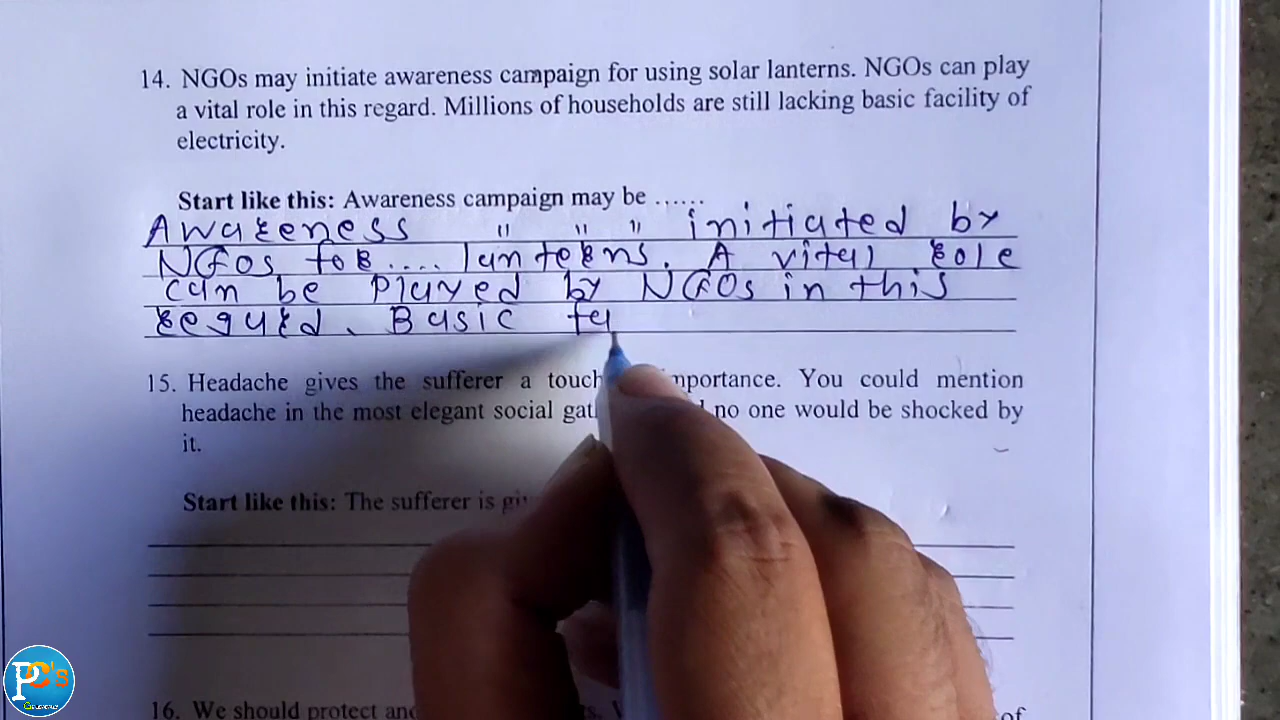 14. NGOs may initiate awareness campaign for using solar lanterns. NGOs can play
a vital role in this regard. Millions of households are still lacking basic facility of
electricity.
Start like this: Awareness campaign may be ......
Awareness " " " initiated by
NGOs for .... lanterns. A vital role
can be played by NGOs in this
regard. Basic fa
15. Headache gives the sufferer a touch importance. You could mention
headache in the most elegant social gat no one would be shocked by
it.
Start like this: The sufferer is gi
16. We should protect and of
PC's